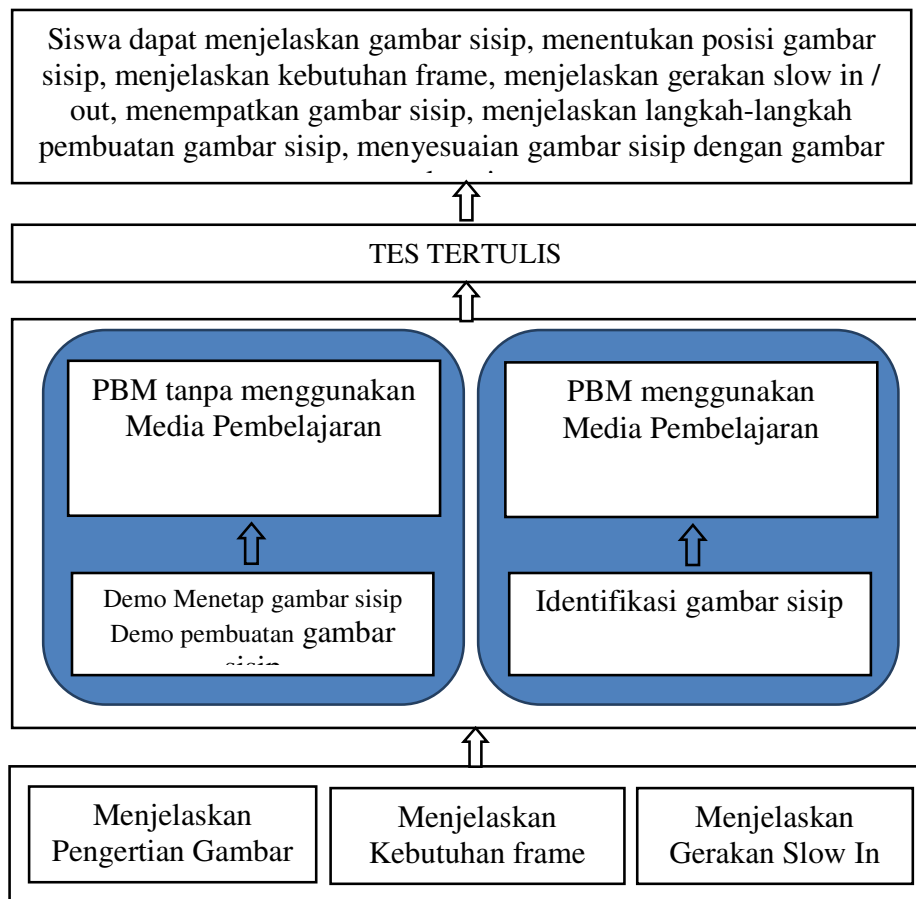 Siswa dapat menjelaskan gambar sisip, menentukan posisi gambar
sisip, menjelaskan kebutuhan frame, menjelaskan gerakan slow in /
out, menempatkan gambar sisip, menjelaskan langkah-langkah
pembuatan gambar sisip, menyesuaian gambar sisip dengan gambar
TES TERTULIS
PBM tanpa menggunakan
Media Pembelajaran
PBM menggunakan
Media Pembelajaran
Demo Menetap gambar sisip
Demo pembuatan gambar
sisip
Identifikasi gambar sisip
Menjelaskan
Pengertian Gambar
Menjelaskan
Kebutuhan frame
Menjelaskan
Gerakan Slow In